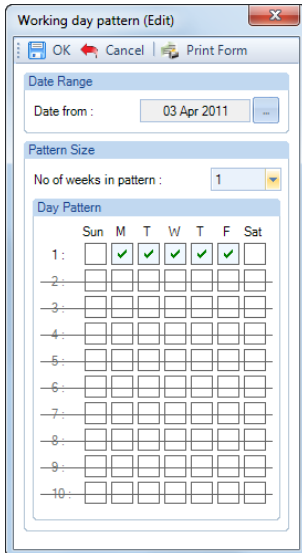 Working day pattern (Edit)
OK Cancel Print Form
Date Range
Date from : 03 Apr 2011 ...
Pattern Size
No of weeks in pattern : 1
Day Pattern
Sun M T W T F Sat
1 :
2 :
3 :
4 :
5 :
6 :
7 :
8 :
9 :
10 :